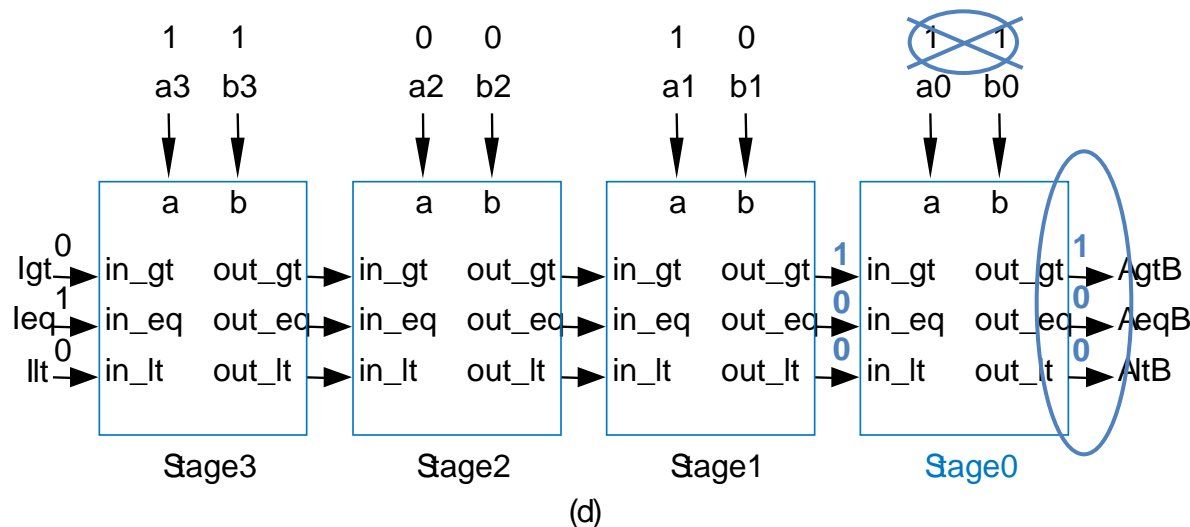 1 1 0 0 1 0 1 1
a3 b3 a2 b2 a1 b1 a0 b0
a b a b a b a b
0 1 1
Igt in_gt out_gt in_gt out_gt in_gt out_gt in_gt out_gt AgtB
1 0 0
Ieq in_eq out_eq in_eq out_eq in_eq out_eq in_eq out_eq AeqB
0 0 0
Ilt in_lt out_lt in_lt out_lt in_lt out_lt in_lt out_lt AltB
Stage3 Stage2 Stage1 Stage0
(d)